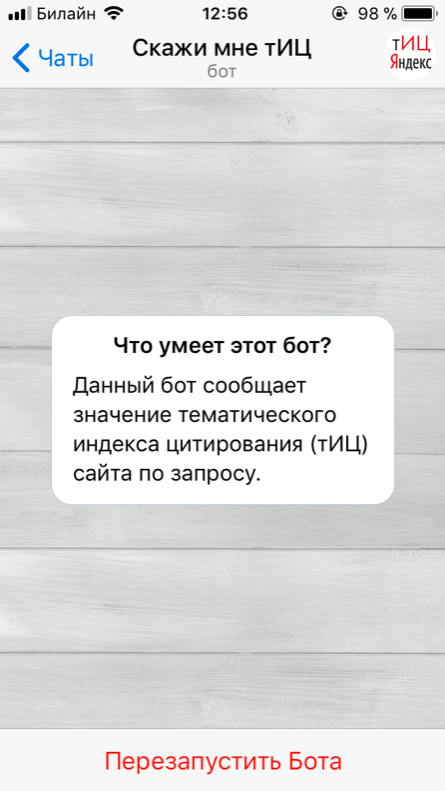 Билайн 12:56 98 %
Чаты Скажи мне тИЦ
бот
тИЦ
Яндекс
Что умеет этот бот?
Данный бот сообщает
значение тематического
индекса цитирования (тИЦ)
сайта по запросу.
Перезапустить Бота